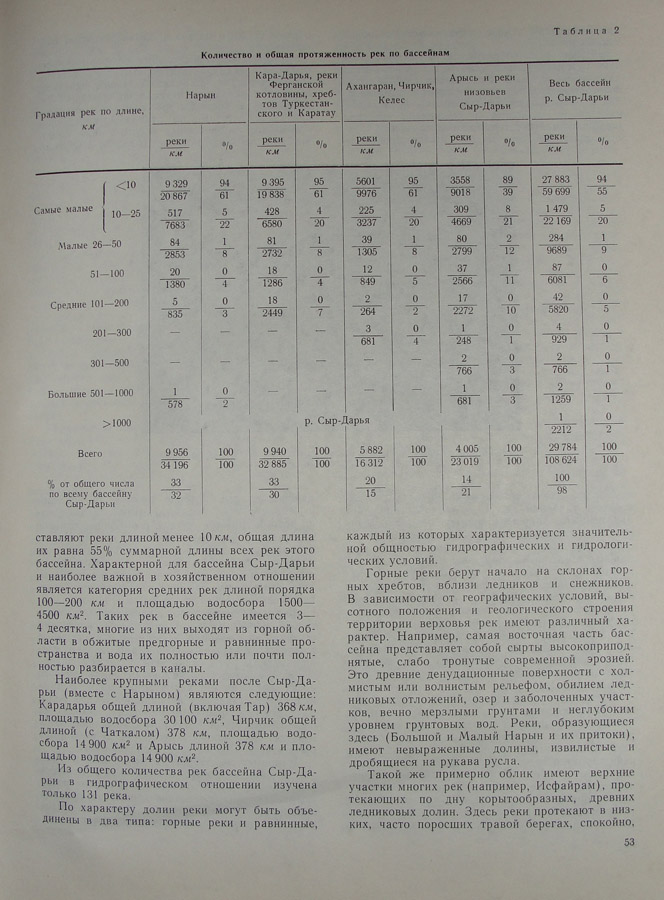 Таблица 2
Количество и общая протяженность рек по бассейнам
Градация рек по длине, км
Нарын
Кара-Дарья, реки Ферганской котловины, хребтов Туркестанского и Каратау
Ахангаран, Чирчик, Келес
Арысь и реки низовьев Сыр-Дарьи
Весь бассейн р. Сыр-Дарьи
реки/км % реки/км % реки/км % реки/км % реки/км %
Самые малые
<10 9 329/20 867 94/61 9 395/19 838 95/61 5601/9976 95/61 3558/9018 89/39 27 883/59 699 94/55
10—25 517/7683 5/22 428/6580 4/20 225/3237 4/20 309/4669 8/21 1 479/22 169 5/20
Малые 26—50 84/2853 1/8 81/2732 1/8 39/1305 1/8 80/2799 2/12 284/9689 1/9
51—100 20/1380 0/4 18/1286 0/4 12/849 0/5 37/2566 1/11 87/6081 0/6
Средние 101—200 5/835 0/3 18/2449 0/7 2/264 0/2 17/2272 0/10 42/5820 0/5
201—300 — — — — 3/681 0/4 1/248 0/1 4/929 0/1
301—500 — — — — — — 2/766 0/3 2/766 0/1
Большие 501—1000 1/578 0/2 — — — — 1/681 0/3 2/1259 0/1
>1000 р. Сыр-Дарья 1/2212 0/2
Всего 9 956/34 196 100/100 9 940/32 885 100/100 5 882/16 312 100/100 4 005/23 019 100/100 29 784/108 624 100/100
% от общего числа по всему бассейну Сыр-Дарьи 33/32 33/30 20/15 14/21 100/98
ставляют реки длиной менее 10 км, общая длина
их равна 55% суммарной длины всех рек этого
бассейна. Характерной для бассейна Сыр-Дарьи
и наиболее важной в хозяйственном отношении
является категория средних рек длиной порядка
100—200 км и площадью водосбора 1500—
4500 км². Таких рек в бассейне имеется 3—
4 десятка, многие из них выходят из горной об-
ласти в обжитые предгорные и равнинные про-
странства и вода их полностью или почти пол-
ностью разбирается в каналы.
Наиболее крупными реками после Сыр-Да-
рьи (вместе с Нарыном) являются следующие:
Карадарья общей длиной (включая Тар) 368 км,
площадью водосбора 30 100 км², Чирчик общей
длиной (с Чаткалом) 378 км, площадью водо-
сбора 14 900 км² и Арысь длиной 378 км и пло-
щадью водосбора 14 900 км².
Из общего количества рек бассейна Сыр-Да-
рьи в гидрографическом отношении изучена
только 131 река.
По характеру долин реки могут быть объе-
динены в два типа: горные реки и равнинные,
каждый из которых характеризуется значитель-
ной общностью гидрографических и гидрологи-
ческих условий.
Горные реки берут начало на склонах гор-
ных хребтов, вблизи ледников и снежников.
В зависимости от географических условий, вы-
сотного положения и геологического строения
территории верховья рек имеют различный ха-
рактер. Например, самая восточная часть бас-
сейна представляет собой сырты высокоприпод-
нятые, слабо тронутые современной эрозией.
Это древние денудационные поверхности с хол-
мистым или волнистым рельефом, обилием лед-
никовых отложений, озер и заболоченных участ-
ков, вечно мерзлыми грунтами и неглубоким
уровнем грунтовых вод. Реки, образующиеся
здесь (Большой и Малый Нарын и их притоки),
имеют невыраженные долины, извилистые и
дробящиеся на рукава русла.
Такой же примерно облик имеют верхние
участки многих рек (например, Исфайрам), про-
текающих по дну корытообразных, древних
ледниковых долин. Здесь реки протекают в низ-
ких, часто поросших травой берегах, спокойно,
53